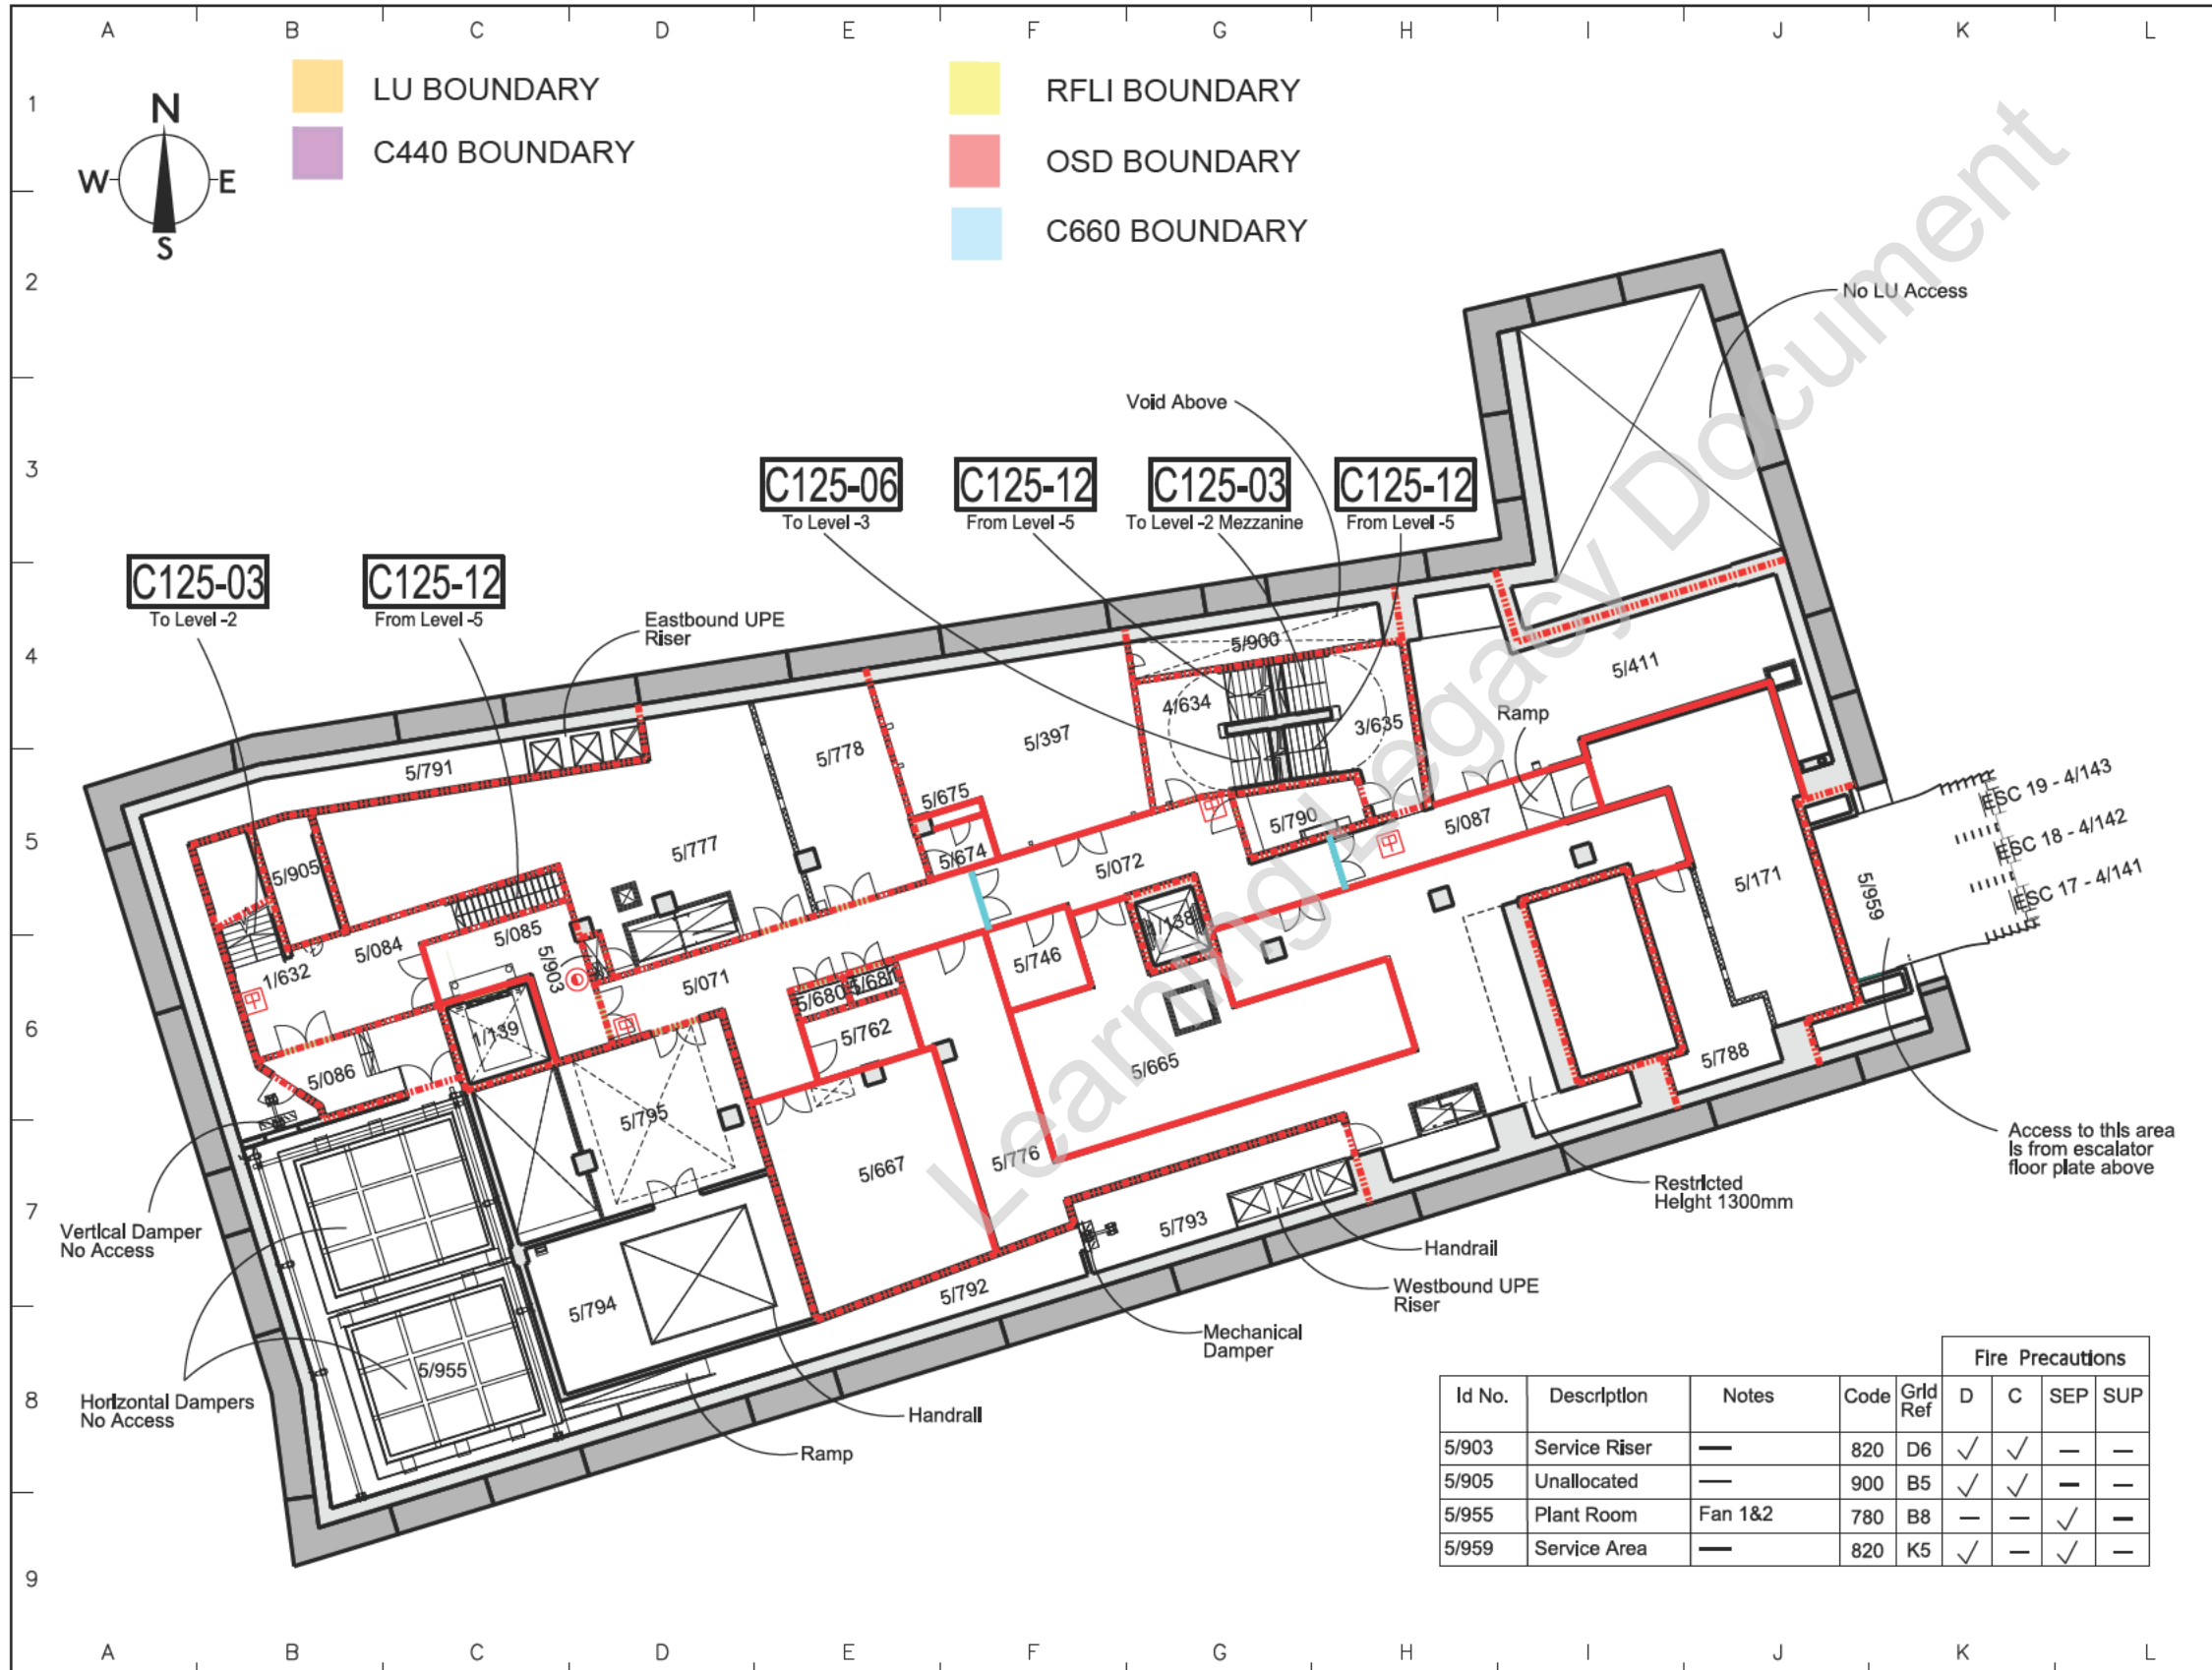 A B C D E F G H I J K L
1
2
3
4
5
6
7
8
9
N
W E
S
LU BOUNDARY
C440 BOUNDARY
RFLI BOUNDARY
OSD BOUNDARY
C660 BOUNDARY
No LU Access
Void Above
C125-06
To Level -3
C125-12
From Level -5
C125-03
To Level -2 Mezzanine
C125-12
From Level -5
C125-03
To Level -2
C125-12
From Level -5
Eastbound UPE
Riser
5/900
5/411
4/634
3/635
Ramp
5/397
5/778
5/791
5/675
5/777
5/674
5/072
5/790
5/087
5/905
5/171
5/959
ESC 19 - 4/143
ESC 18 - 4/142
ESC 17 - 4/141
5/084
5/085
5/903
1/632
5/071
5/746
1/138
5/680
5/681
5/762
1/139
5/086
5/665
5/788
5/795
5/667
5/776
5/793
5/792
5/794
5/955
Vertical Damper
No Access
Horizontal Dampers
No Access
Access to this area
is from escalator
floor plate above
Restricted
Height 1300mm
Handrail
Westbound UPE
Riser
Mechanical
Damper
Handrail
Ramp
Learning Legacy Document
Fire Precautions
Id No. Description Notes Code Grid Ref D C SEP SUP
5/903 Service Riser — 820 D6 ✓ ✓ — —
5/905 Unallocated — 900 B5 ✓ ✓ — —
5/955 Plant Room Fan 1&2 780 B8 — — ✓ —
5/959 Service Area — 820 K5 ✓ — ✓ —
A B C D E F G H I J K L